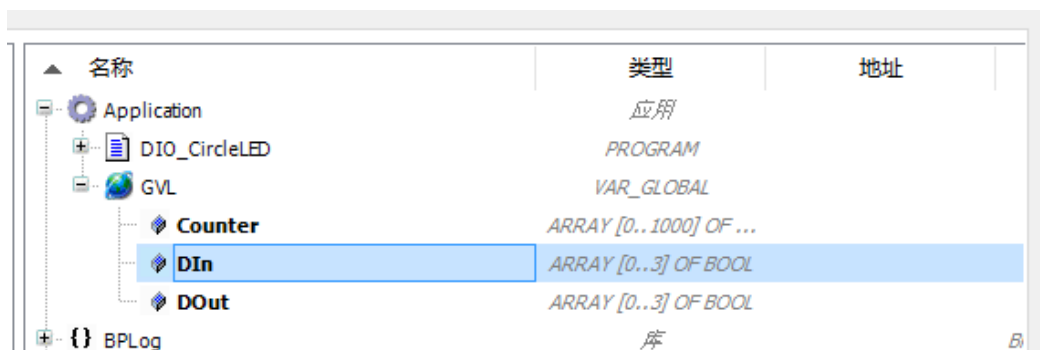 名称 类型 地址
Application 应用
DIO_CircleLED PROGRAM
GVL VAR_GLOBAL
Counter ARRAY [0..1000] OF ...
DIn ARRAY [0..3] OF BOOL
DOut ARRAY [0..3] OF BOOL
{} BPLog 库